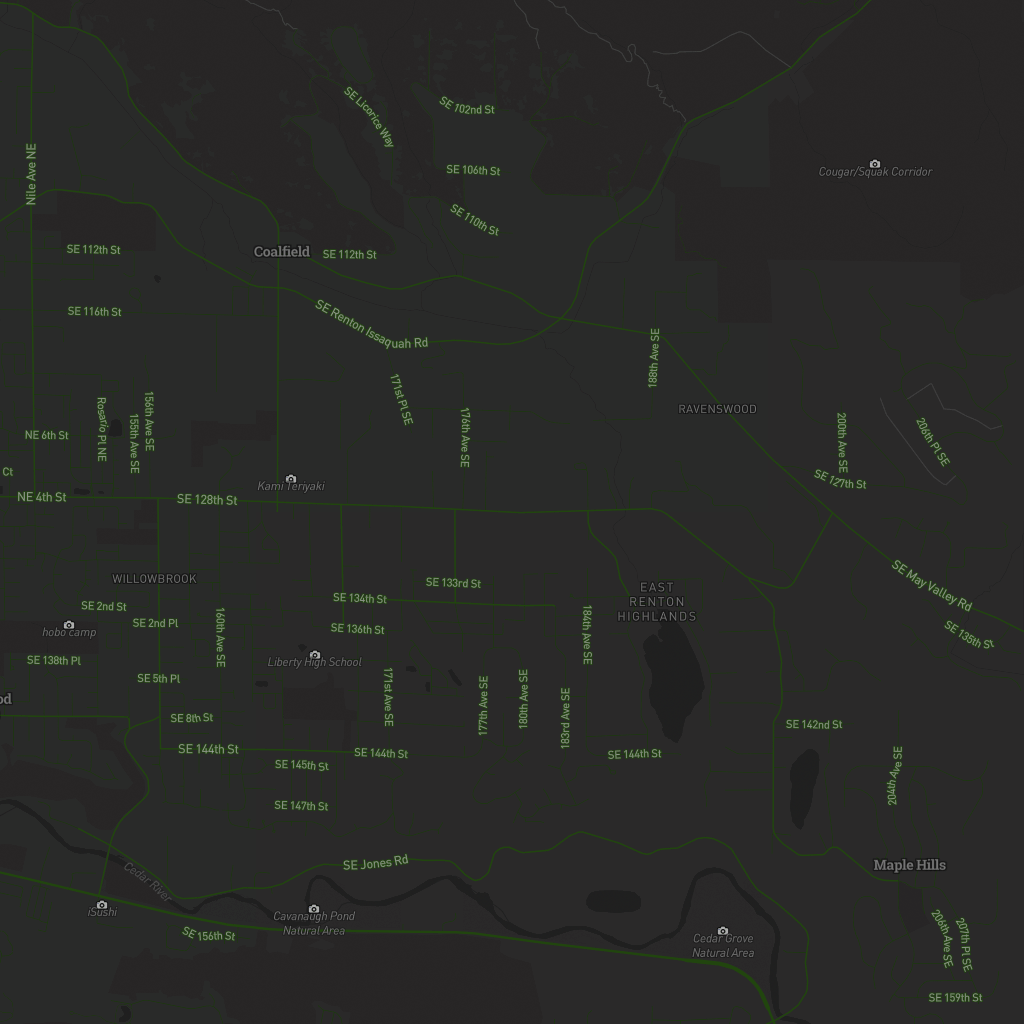 SE Licorice Way
SE 102nd St
Nile Ave NE
SE 106th St
Cougar/Squak Corridor
SE 110th St
SE 112th St
Coalfield
SE 112th St
SE 116th St
SE Renton Issaquah Rd
188th Ave SE
171st Pl SE
RAVENSWOOD
Rosario Pl NE
156th Ave SE
155th Ave SE
176th Ave SE
200th Ave SE
206th Pl SE
NE 6th St
Ct
SE 127th St
Kami Teriyaki
NE 4th St
SE 128th St
WILLOWBROOK
SE 133rd St
EAST
RENTON
HIGHLANDS
SE May Valley Rd
SE 134th St
SE 2nd St
SE 2nd Pl
160th Ave SE
SE 136th St
184th Ave SE
SE 135th St
hobo camp
SE 138th Pl
Liberty High School
SE 5th Pl
171st Ave SE
177th Ave SE
180th Ave SE
183rd Ave SE
od
SE 8th St
SE 142nd St
SE 144th St
SE 144th St
SE 144th St
SE 145th St
204th Ave SE
SE 147th St
SE Jones Rd
Maple Hills
Cedar River
iSushi
Cavanaugh Pond
Natural Area
SE 156th St
Cedar Grove
Natural Area
206th Ave SE
207th Pl SE
SE 159th St